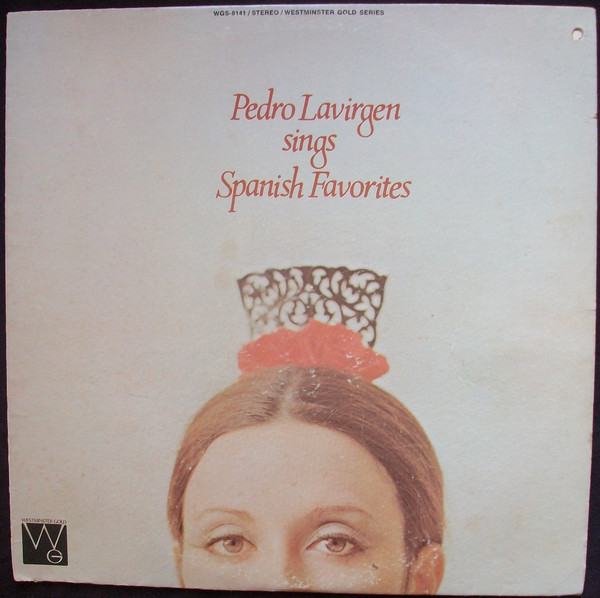 WGS-8141 / STEREO / WESTMINSTER GOLD SERIES
Pedro Lavirgen
sings
Spanish Favorites
WESTMINSTER GOLD
WG